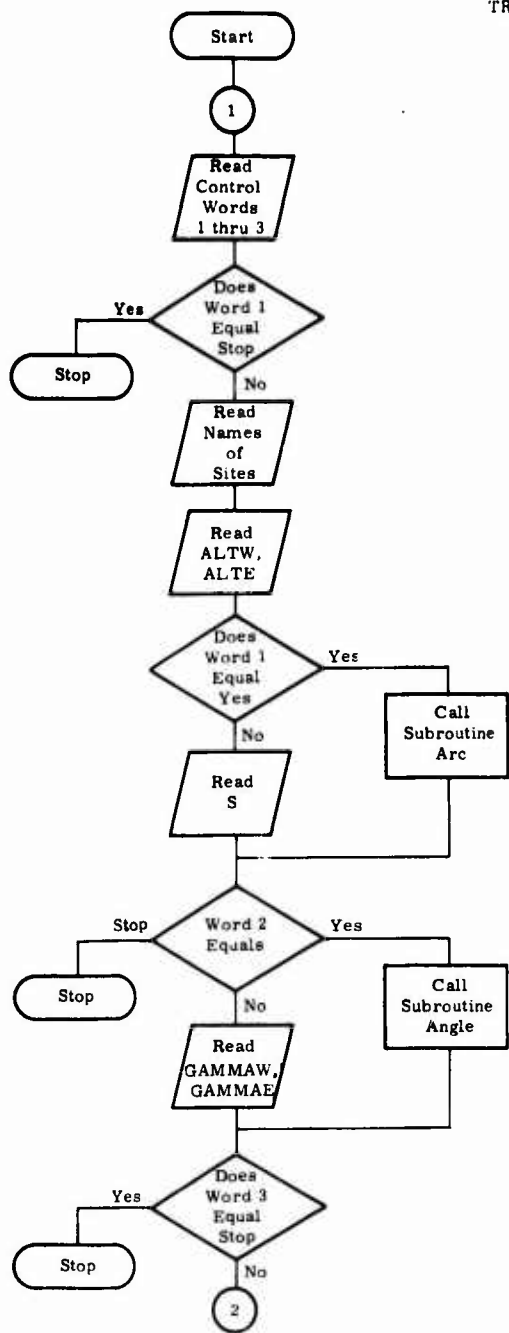 TR
Start
1
Read
Control
Words
1 thru 3
Does
Word 1
Equal
Stop
Yes
Stop
No
Read
Names
of
Sites
Read
ALTW,
ALTE
Does
Word 1
Equal
Yes
Yes
Call
Subroutine
Arc
No
Read
S
Stop
Word 2
Equals
Yes
Stop
Call
Subroutine
Angle
No
Read
GAMMAW,
GAMMAE
Does
Word 3
Equal
Stop
Yes
Stop
No
2